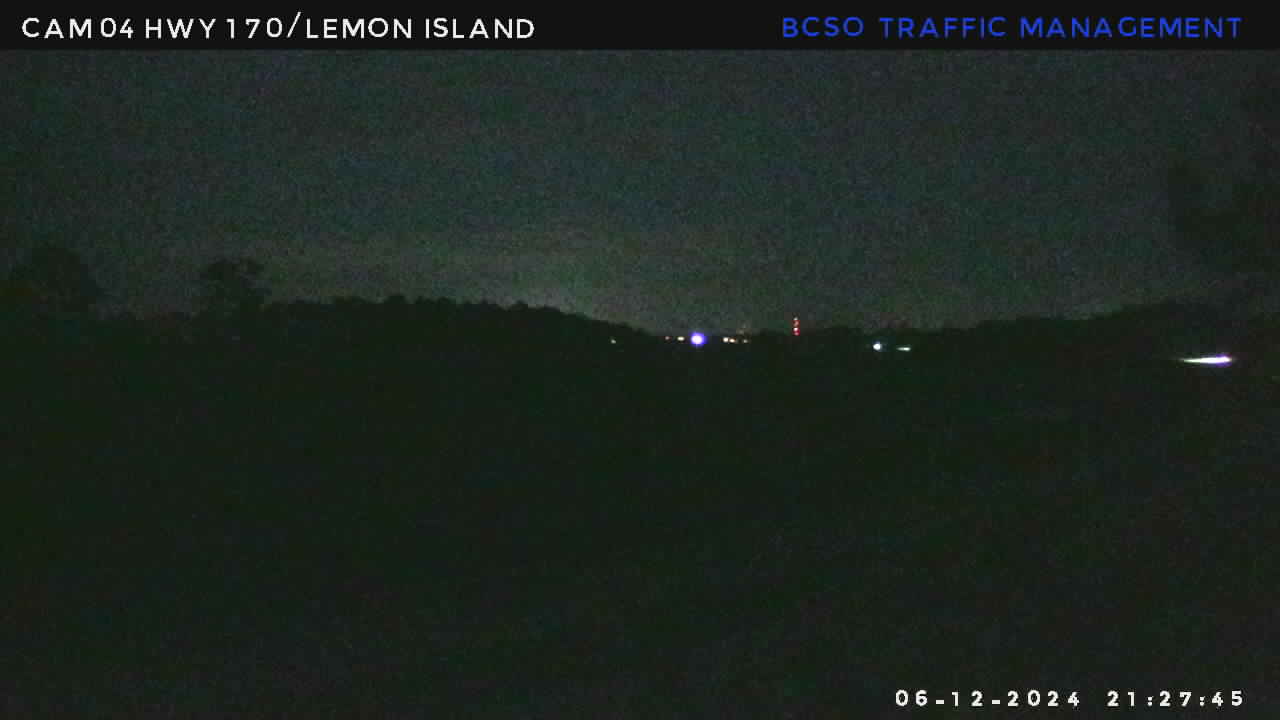 CAM04 HWY 170/LEMON ISLAND
BCSO TRAFFIC MANAGEMENT
06-12-2024 21:27:45